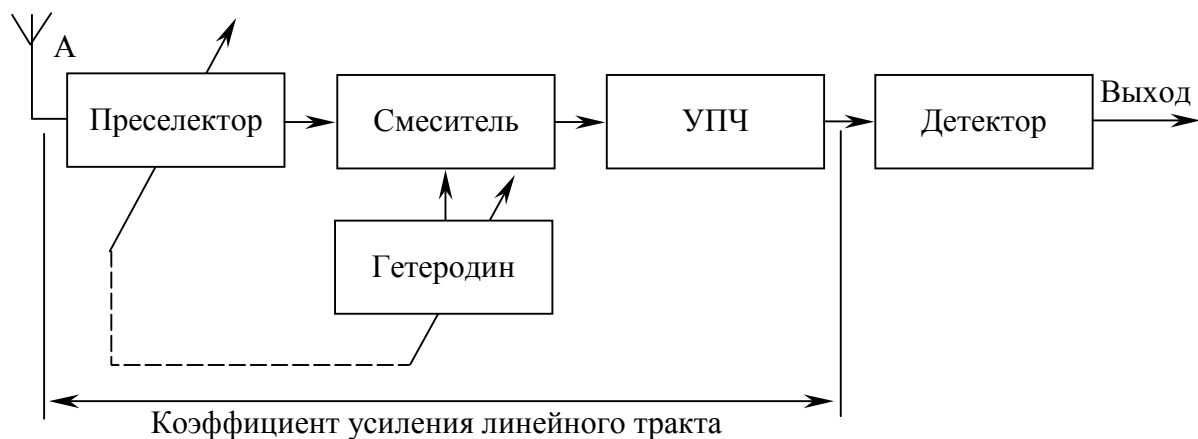 А
Преселектор
Смеситель
УПЧ
Детектор
Выход
Гетеродин
Коэффициент усиления линейного тракта